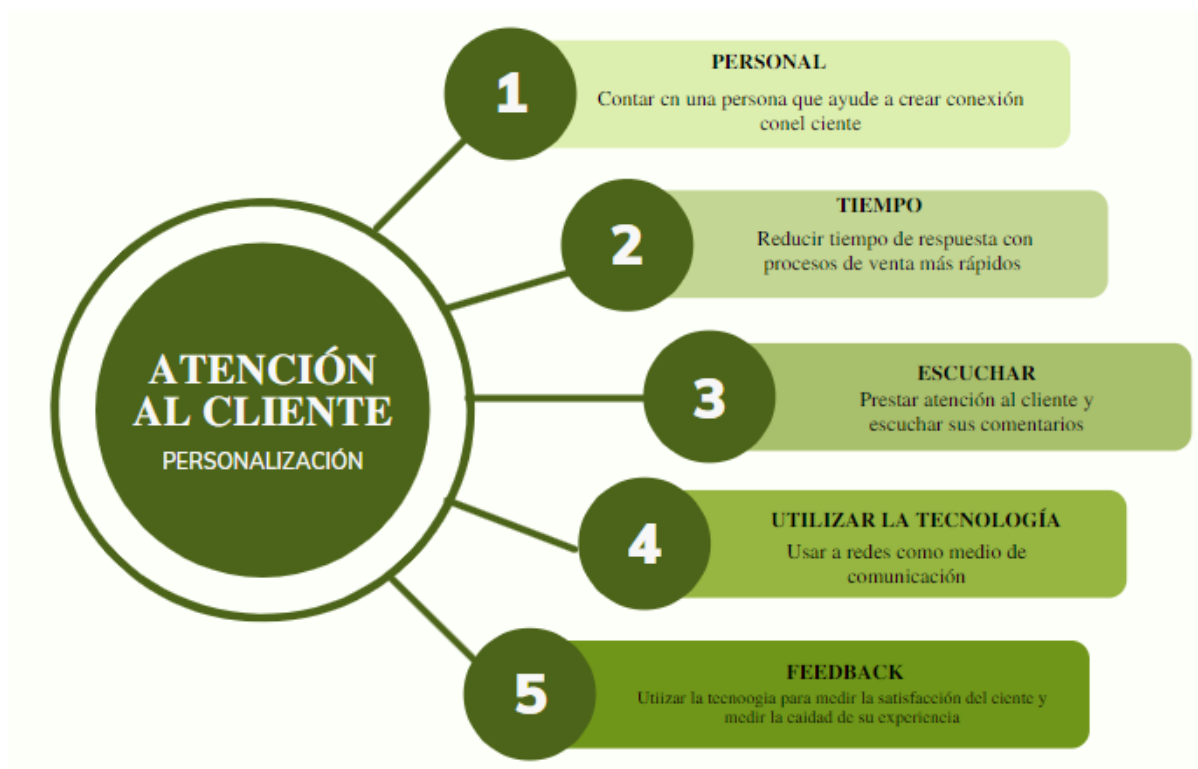 1
PERSONAL
Contar cn una persona que ayude a crear conexión
conel ciente
2
TIEMPO
Reducir tiempo de respuesta con
procesos de venta más rápidos
ATENCIÓN
AL CLIENTE
PERSONALIZACIÓN
3
ESCUCHAR
Prestar atención al cliente y
escuchar sus comentarios
4
UTILIZAR LA TECNOLOGÍA
Usar a redes como medio de
comunicación
5
FEEDBACK
Utiizar la tecnoogia para medir la satisfacción del ciente y
medir la caidad de su experiencia